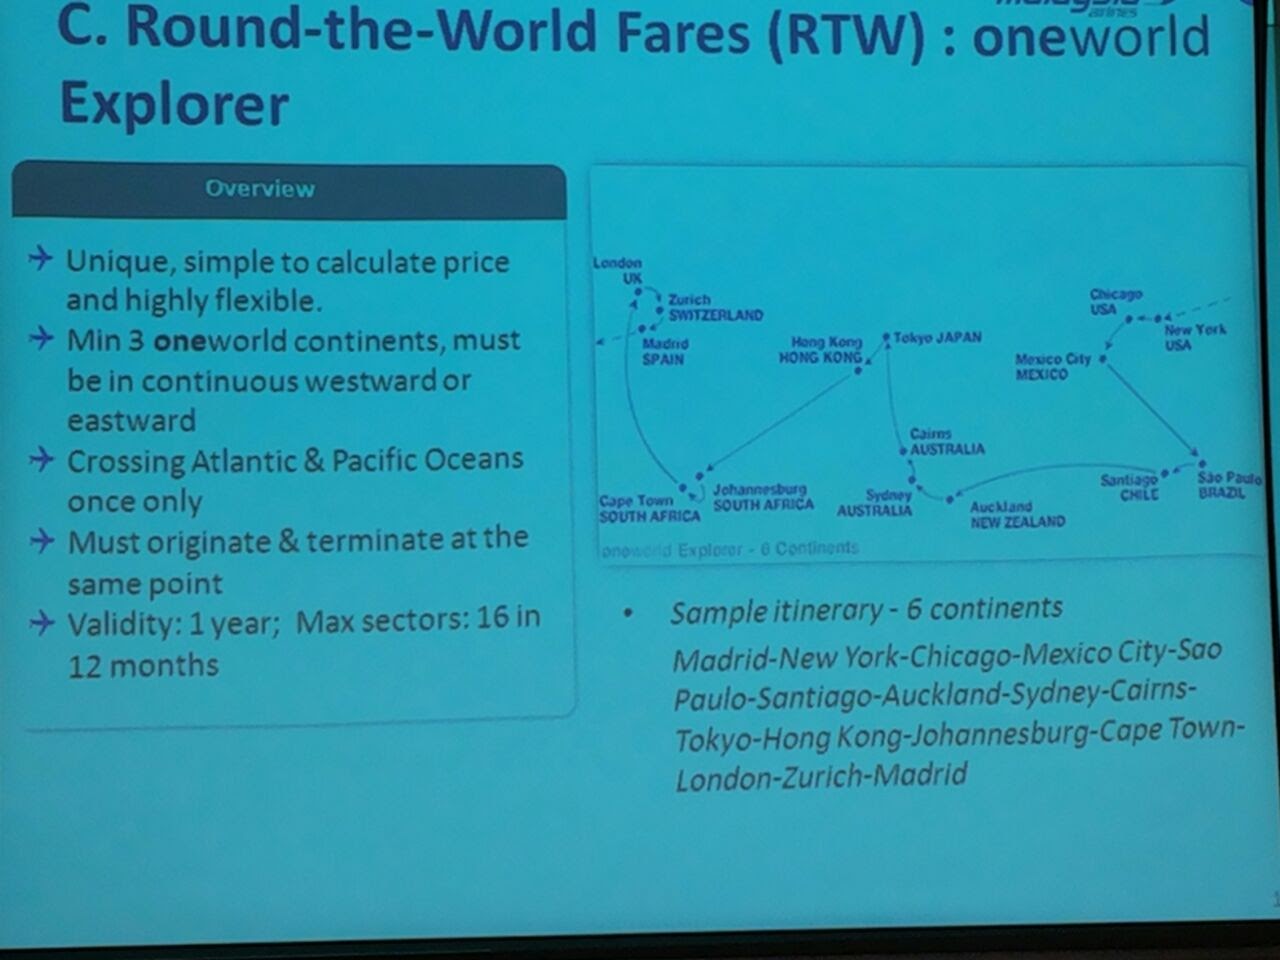 malaysia
airlines
C. Round-the-World Fares (RTW) : oneworld
Explorer
Overview
Unique, simple to calculate price
and highly flexible.
Min 3 oneworld continents, must
be in continuous westward or
eastward
Crossing Atlantic & Pacific Oceans
once only
Must originate & terminate at the
same point
Validity: 1 year; Max sectors: 16 in
12 months
London
UK
Zurich
SWITZERLAND
Madrid
SPAIN
Hong Kong
HONG KONG
Tokyo JAPAN
Chicago
USA
New York
USA
Mexico City
MEXICO
Cairns
AUSTRALIA
Cape Town
SOUTH AFRICA
Johannesburg
SOUTH AFRICA
Sydney
AUSTRALIA
Auckland
NEW ZEALAND
Santiago
CHILE
São Paulo
BRAZIL
oneworld Explorer - 6 Continents
• Sample itinerary - 6 continents
Madrid-New York-Chicago-Mexico City-Sao
Paulo-Santiago-Auckland-Sydney-Cairns-
Tokyo-Hong Kong-Johannesburg-Cape Town-
London-Zurich-Madrid